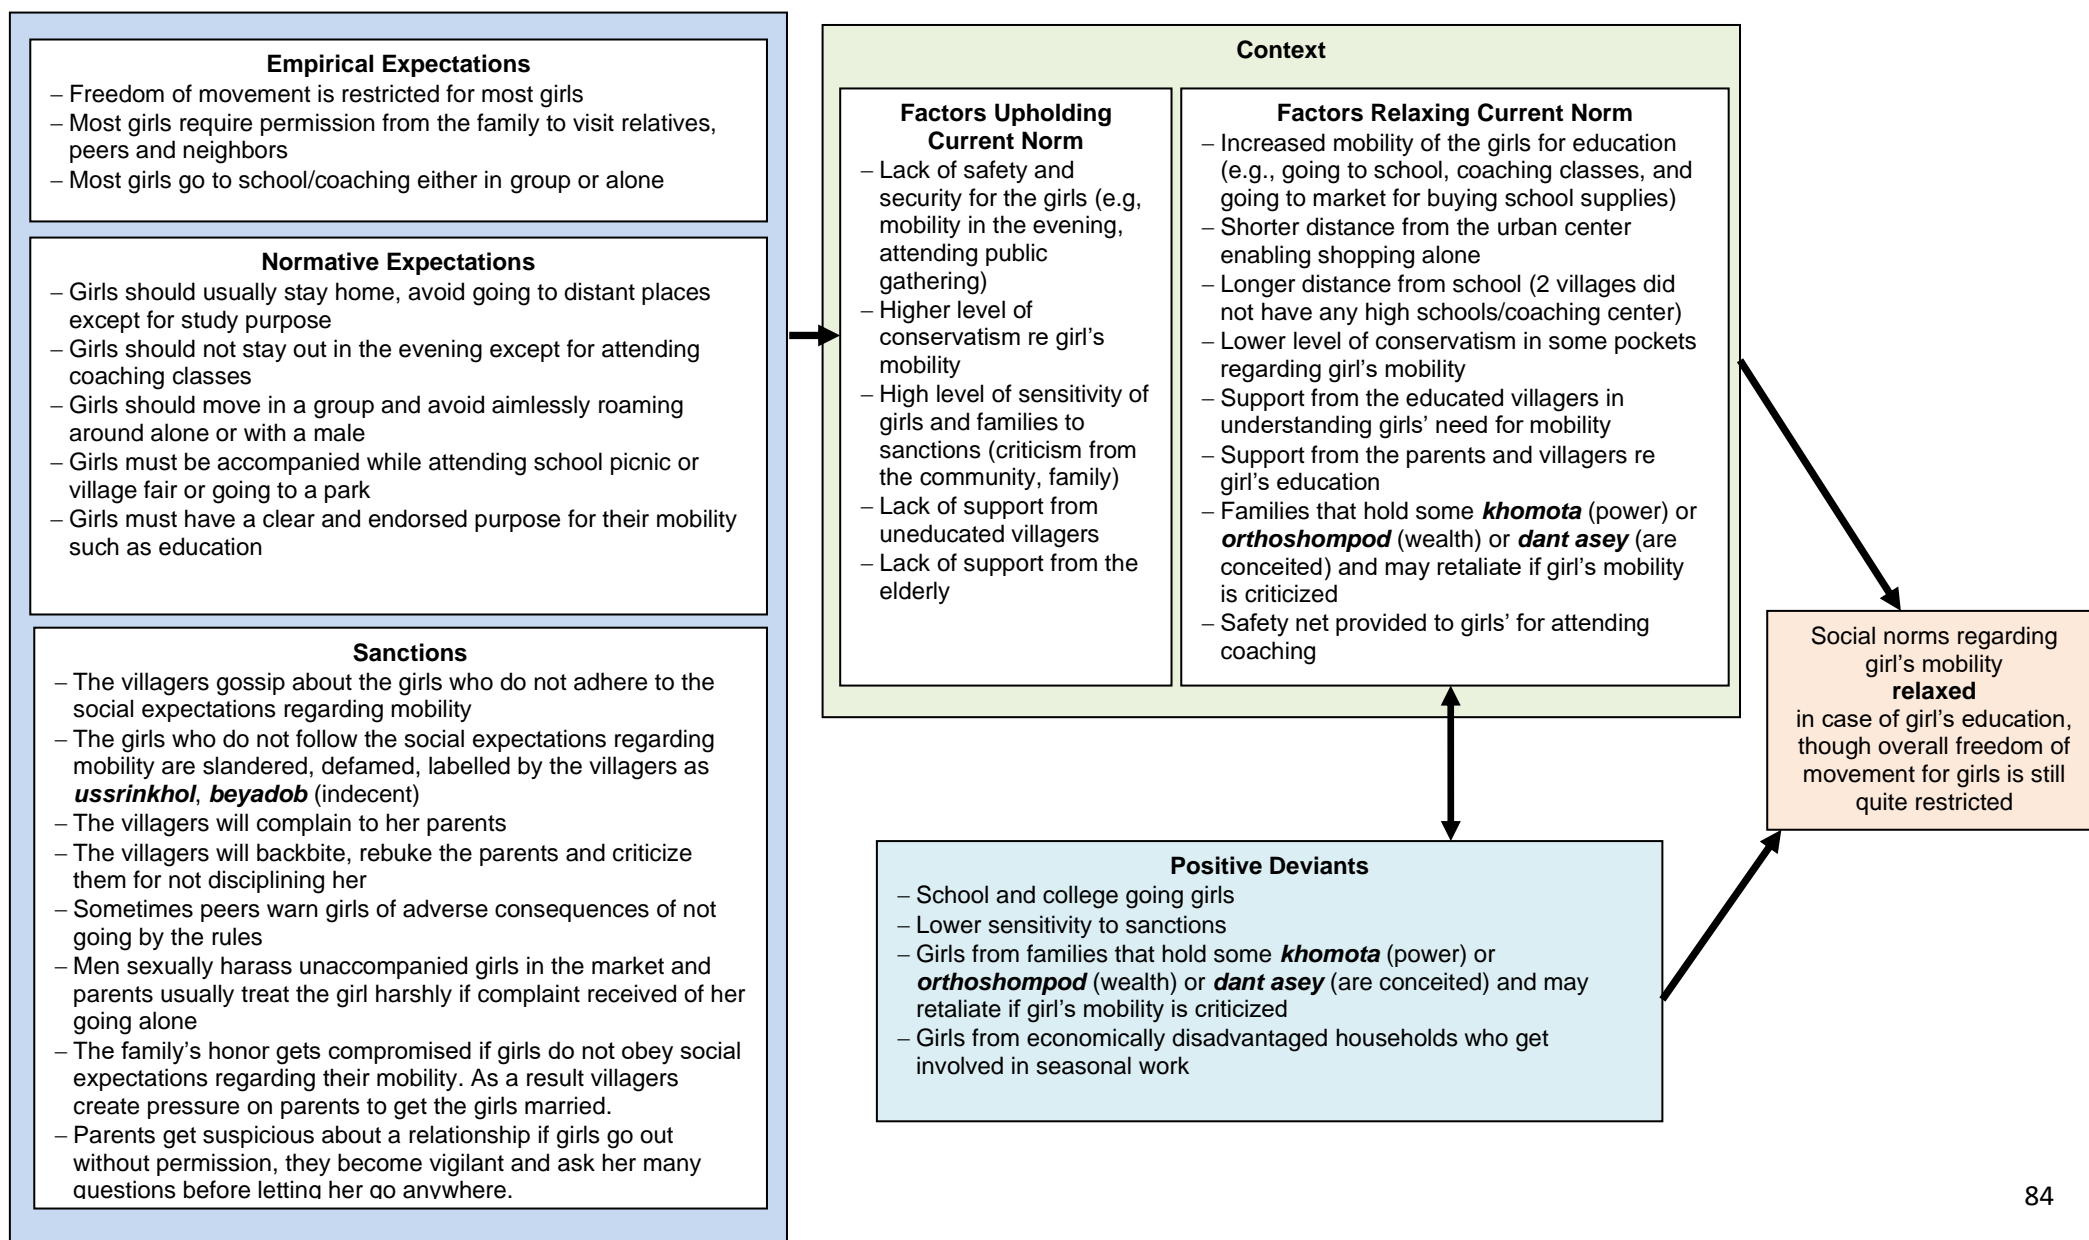 Empirical Expectations
– Freedom of movement is restricted for most girls
– Most girls require permission from the family to visit relatives,
peers and neighbors
– Most girls go to school/coaching either in group or alone
Normative Expectations
– Girls should usually stay home, avoid going to distant places
except for study purpose
– Girls should not stay out in the evening except for attending
coaching classes
– Girls should move in a group and avoid aimlessly roaming
around alone or with a male
– Girls must be accompanied while attending school picnic or
village fair or going to a park
– Girls must have a clear and endorsed purpose for their mobility
such as education
Sanctions
– The villagers gossip about the girls who do not adhere to the
social expectations regarding mobility
– The girls who do not follow the social expectations regarding
mobility are slandered, defamed, labelled by the villagers as
ussrinkhol, beyadob (indecent)
– The villagers will complain to her parents
– The villagers will backbite, rebuke the parents and criticize
them for not disciplining her
– Sometimes peers warn girls of adverse consequences of not
going by the rules
– Men sexually harass unaccompanied girls in the market and
parents usually treat the girl harshly if complaint received of her
going alone
– The family's honor gets compromised if girls do not obey social
expectations regarding their mobility. As a result villagers
create pressure on parents to get the girls married.
– Parents get suspicious about a relationship if girls go out
without permission, they become vigilant and ask her many
questions before letting her go anywhere.
Context
Factors Upholding
Current Norm
– Lack of safety and
security for the girls (e.g,
mobility in the evening,
attending public
gathering)
– Higher level of
conservatism re girl's
mobility
– High level of sensitivity of
girls and families to
sanctions (criticism from
the community, family)
– Lack of support from
uneducated villagers
– Lack of support from the
elderly
Factors Relaxing Current Norm
– Increased mobility of the girls for education
(e.g., going to school, coaching classes, and
going to market for buying school supplies)
– Shorter distance from the urban center
enabling shopping alone
– Longer distance from school (2 villages did
not have any high schools/coaching center)
– Lower level of conservatism in some pockets
regarding girl's mobility
– Support from the educated villagers in
understanding girls' need for mobility
– Support from the parents and villagers re
girl's education
– Families that hold some khomota (power) or
orthoshompod (wealth) or dant asey (are
conceited) and may retaliate if girl's mobility
is criticized
– Safety net provided to girls' for attending
coaching
Positive Deviants
– School and college going girls
– Lower sensitivity to sanctions
– Girls from families that hold some khomota (power) or
orthoshompod (wealth) or dant asey (are conceited) and may
retaliate if girl's mobility is criticized
– Girls from economically disadvantaged households who get
involved in seasonal work
Social norms regarding
girl's mobility
relaxed
in case of girl's education,
though overall freedom of
movement for girls is still
quite restricted
84